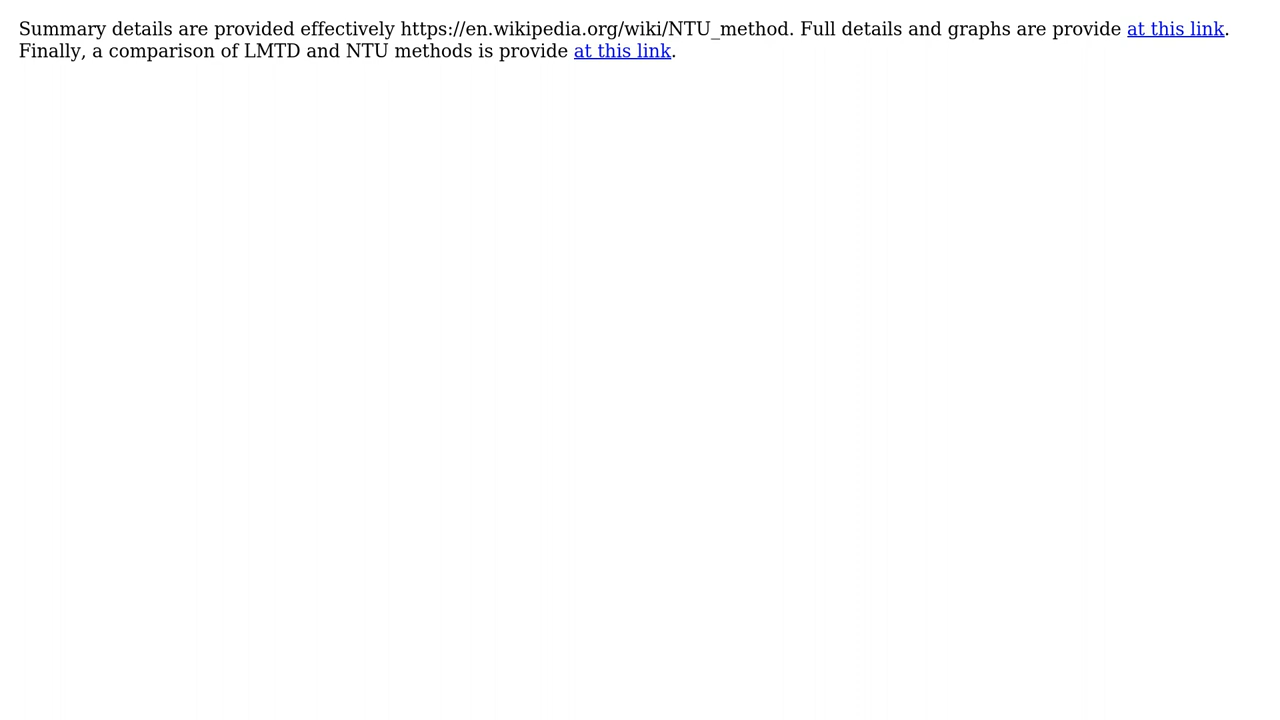 Summary details are provided effectively https://en.wikipedia.org/wiki/NTU_method. Full details and graphs are provide at this link.
Finally, a comparison of LMTD and NTU methods is provide at this link.